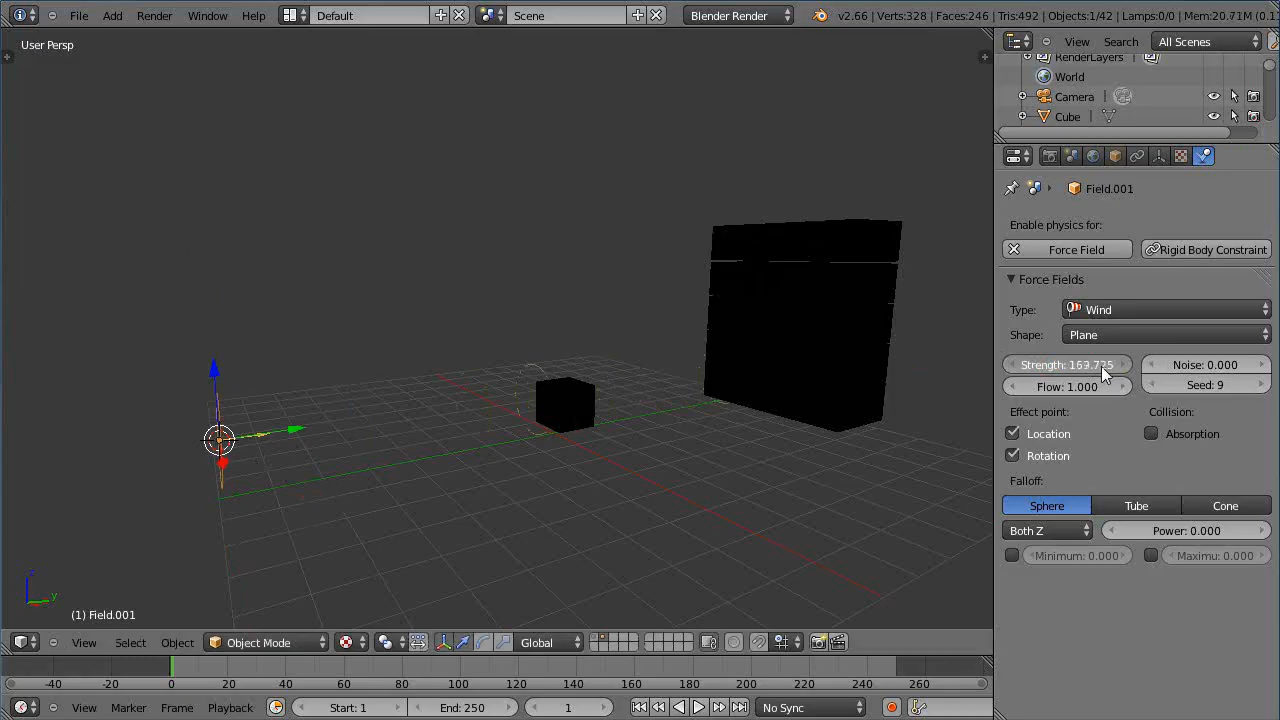 File Add Render Window Help Default Scene Blender Render v2.66 | Verts:328 | Faces:246 | Tris:492 | Objects:1/42 | Lamps:0/0 | Mem:20.71M (0.1
User Persp
View Search All Scenes
RenderLayers
World
Camera
Cube
Field.001
Enable physics for:
Force Field Rigid Body Constraint
Force Fields
Type: Wind
Shape: Plane
Noise: 0.000
Strength:
Flow: 1.000 Seed: 9
Effect point: Collision:
Location Absorption
Rotation
Falloff:
Sphere Tube Cone
Both Z Power: 0.000
Minimum: 0.000 Maximu: 0.000
z
y
(1) Field.001
View Select Object Object Mode Global
-40 -20 0 20 40 60 80 100 120 140 160 180 200 220 240 260
View Marker Frame Playback Start: 1 End: 250 1 No Sync